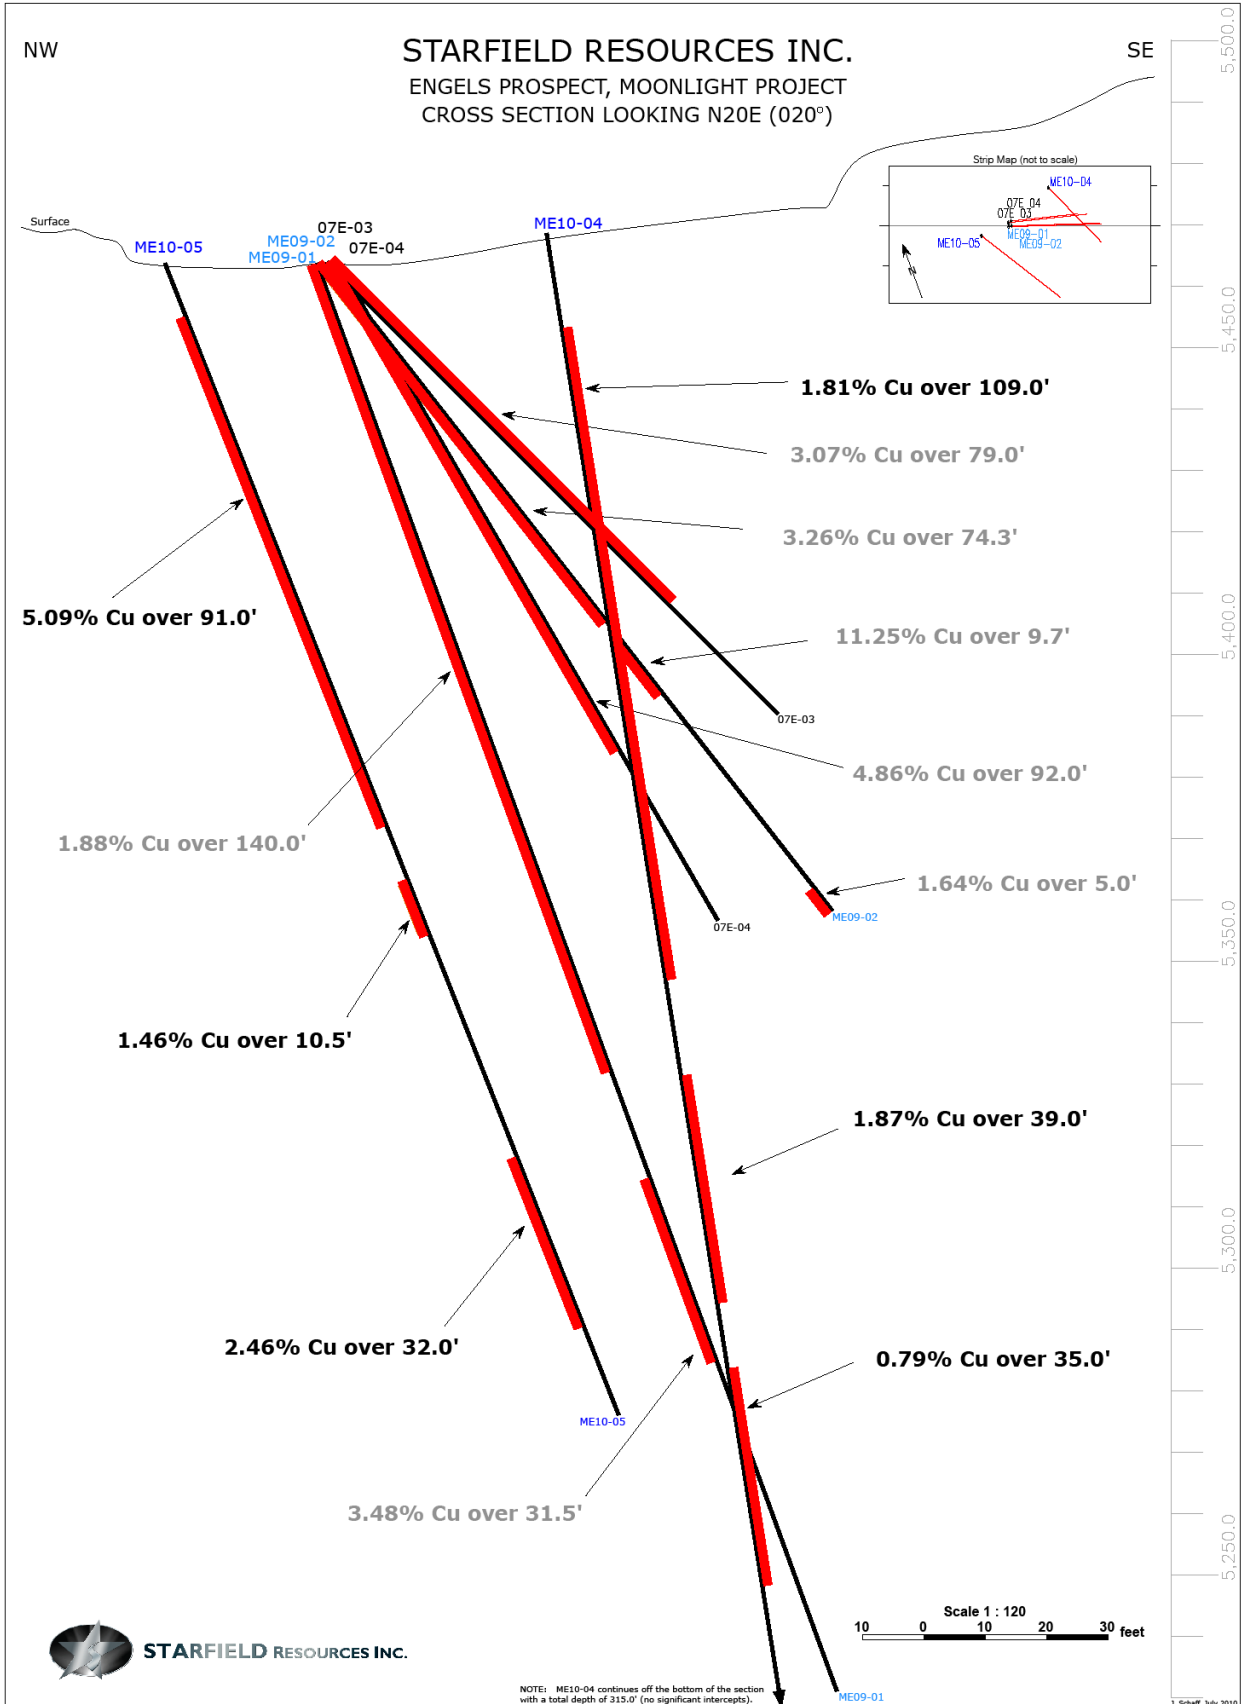 NW
STARFIELD RESOURCES INC.
SE
ENGELS PROSPECT, MOONLIGHT PROJECT
CROSS SECTION LOOKING N20E (020°)
5,500.0
Strip Map (not to scale)
ME10-04
07E_04
07E_03
ME09-01
ME10-05
ME09-02
N
Surface
07E-03
ME10-04
ME10-05
ME09-02
07E-04
ME09-01
5,450.0
1.81% Cu over 109.0'
3.07% Cu over 79.0'
3.26% Cu over 74.3'
5.09% Cu over 91.0'
11.25% Cu over 9.7'
5,400.0
07E-03
4.86% Cu over 92.0'
1.88% Cu over 140.0'
1.64% Cu over 5.0'
ME09-02
07E-04
5,350.0
1.46% Cu over 10.5'
1.87% Cu over 39.0'
5,300.0
2.46% Cu over 32.0'
0.79% Cu over 35.0'
ME10-05
3.48% Cu over 31.5'
5,250.0
Scale 1 : 120
10 0 10 20 30 feet
STARFIELD RESOURCES INC.
NOTE: ME10-04 continues off the bottom of the section
with a total depth of 315.0' (no significant intercepts).
ME09-01
J. Scheff, July 2010